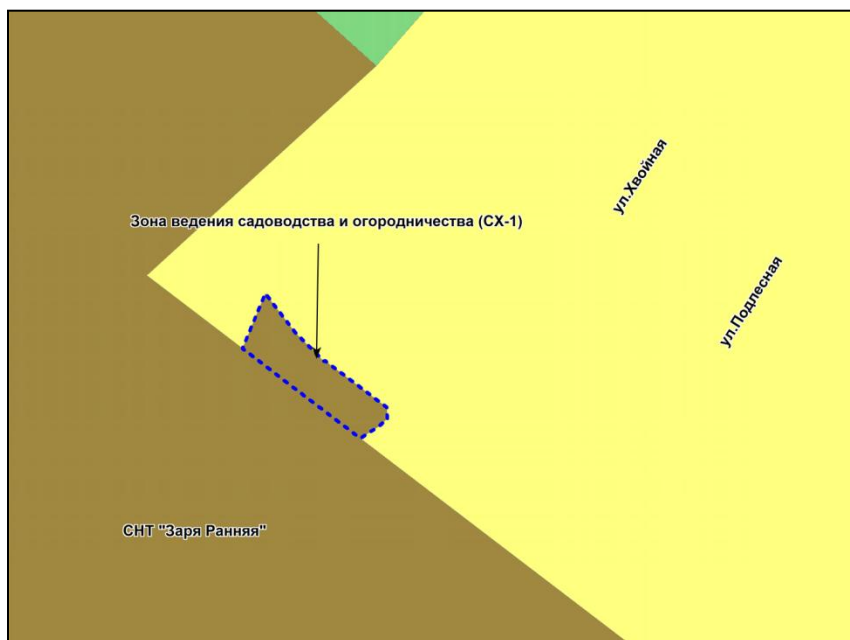 ул.Хвойная
Зона ведения садоводства и огородничества (СХ-1)
ул.Подлесная
СНТ "Заря Ранняя"